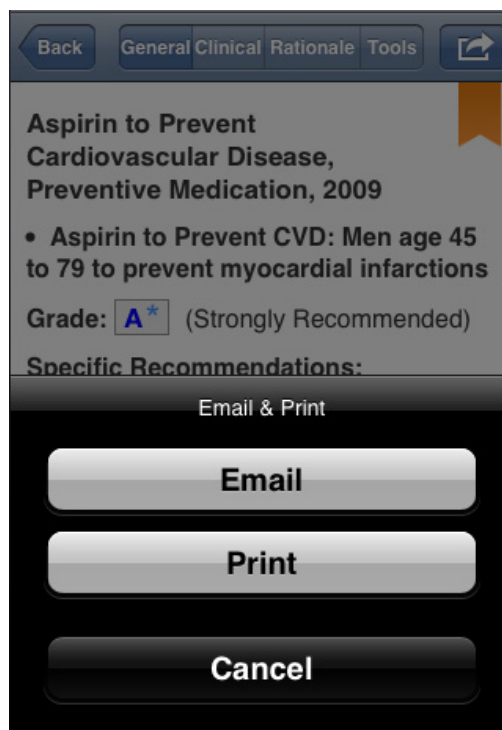 Back General Clinical Rationale Tools
Aspirin to Prevent
Cardiovascular Disease,
Preventive Medication, 2009
• Aspirin to Prevent CVD: Men age 45
to 79 to prevent myocardial infarctions
Grade: A* (Strongly Recommended)
Specific Recommendations:
Email & Print
Email
Print
Cancel